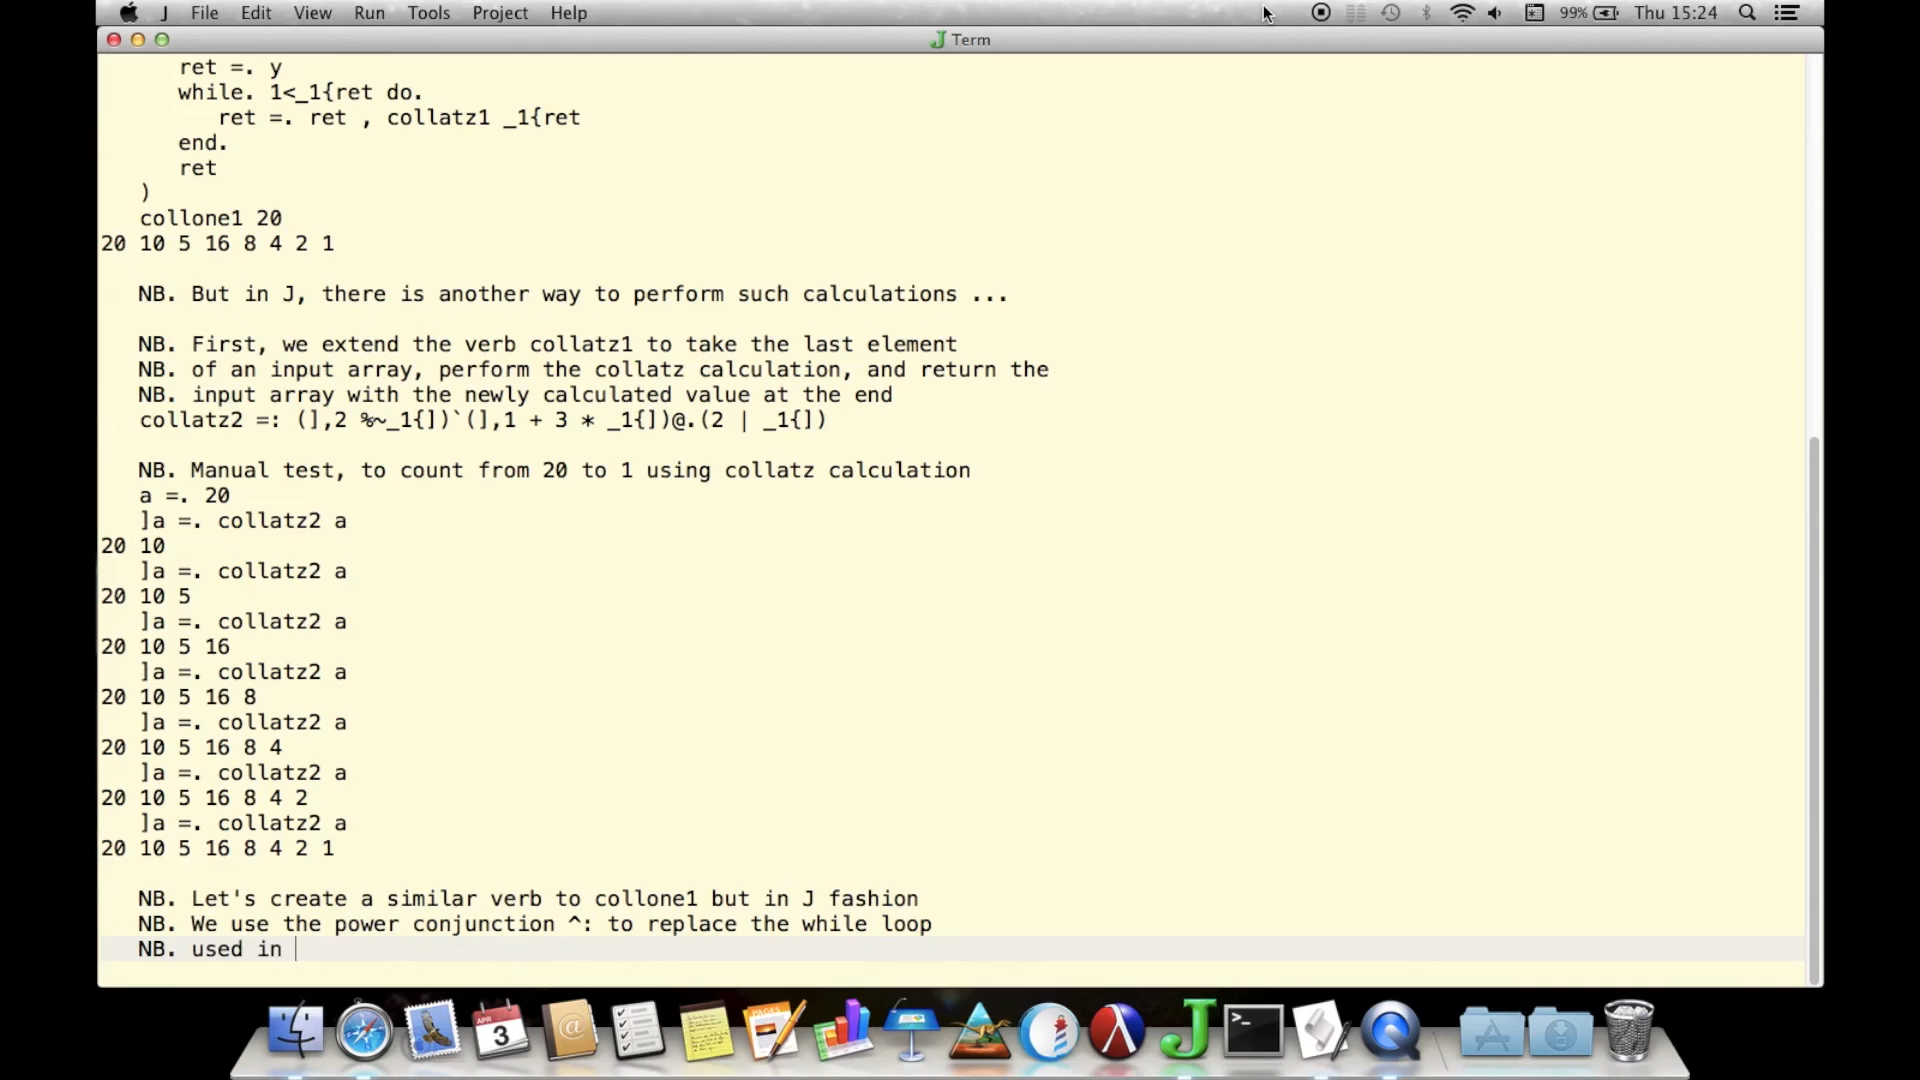 J File Edit View Run Tools Project Help 99% Thu 15:24
J Term
ret =. y
while. 1<_1{ret do.
ret =. ret , collatz1 _1{ret
end.
ret
)
collone1 20
20 10 5 16 8 4 2 1
NB. But in J, there is another way to perform such calculations ...
NB. First, we extend the verb collatz1 to take the last element
NB. of an input array, perform the collatz calculation, and return the
NB. input array with the newly calculated value at the end
collatz2 =: (],2 %~_1{])`(],1 + 3 * _1{])@.(2 | _1{])
NB. Manual test, to count from 20 to 1 using collatz calculation
a =. 20
]a =. collatz2 a
20 10
]a =. collatz2 a
20 10 5
]a =. collatz2 a
20 10 5 16
]a =. collatz2 a
20 10 5 16 8
]a =. collatz2 a
20 10 5 16 8 4
]a =. collatz2 a
20 10 5 16 8 4 2
]a =. collatz2 a
20 10 5 16 8 4 2 1
NB. Let's create a similar verb to collone1 but in J fashion
NB. We use the power conjunction ^: to replace the while loop
NB. used in
APR
3
@
PAGES
J
>_